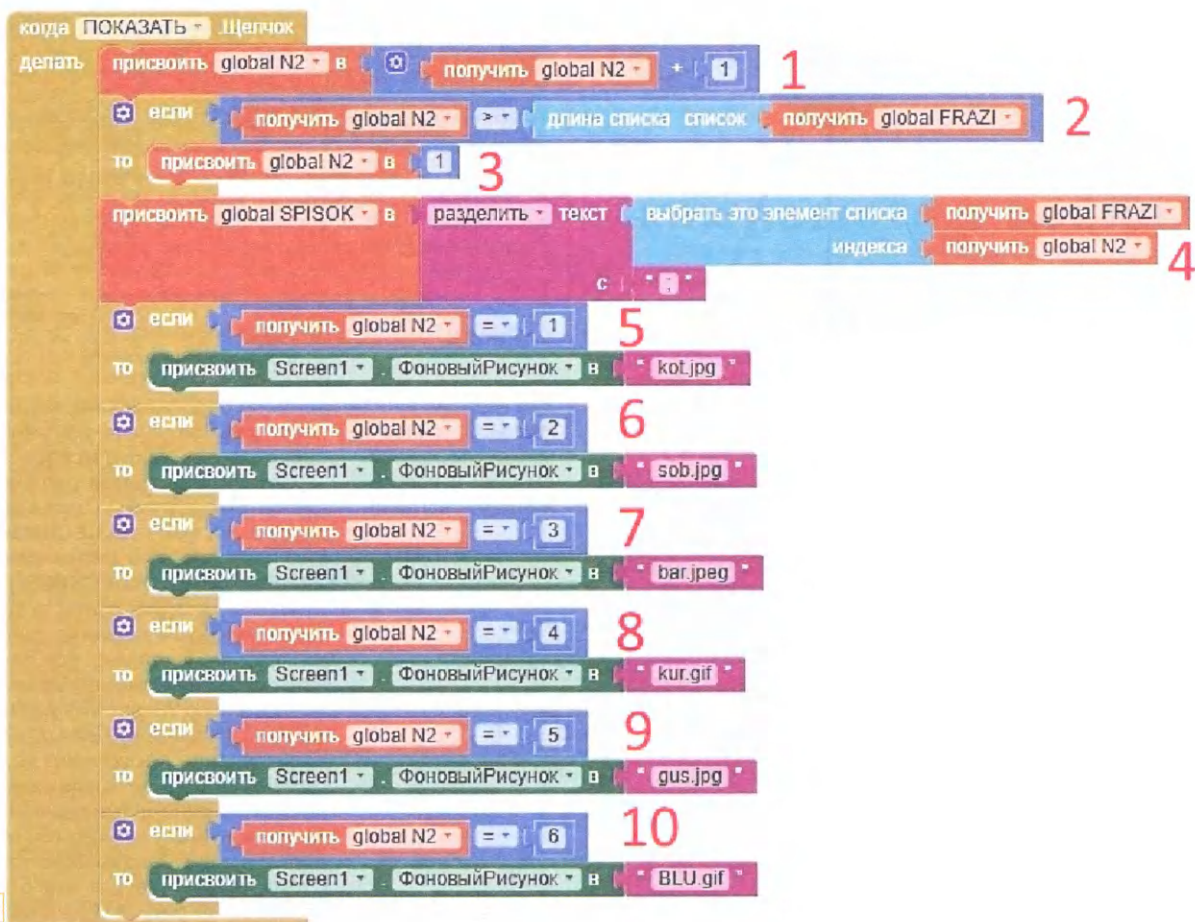 когда ПОКАЗАТЬ .Щелчок
делать присвоить global N2 в получить global N2 + 1 1
если получить global N2 > длина списка список получить global FRAZI 2
то присвоить global N2 в 1 3
присвоить global SPISOK в разделить текст выбрать это элемент списка получить global FRAZI
индекса получить global N2 4
с " ; "
если получить global N2 = 1 5
то присвоить Screen1 . ФоновыйРисунок в " kot.jpg "
если получить global N2 = 2 6
то присвоить Screen1 . ФоновыйРисунок в " sob.jpg "
если получить global N2 = 3 7
то присвоить Screen1 . ФоновыйРисунок в " bar.jpeg "
если получить global N2 = 4 8
то присвоить Screen1 . ФоновыйРисунок в " kur.gif "
если получить global N2 = 5 9
то присвоить Screen1 . ФоновыйРисунок в " gus.jpg "
если получить global N2 = 6 10
то присвоить Screen1 . ФоновыйРисунок в " BLU.gif "